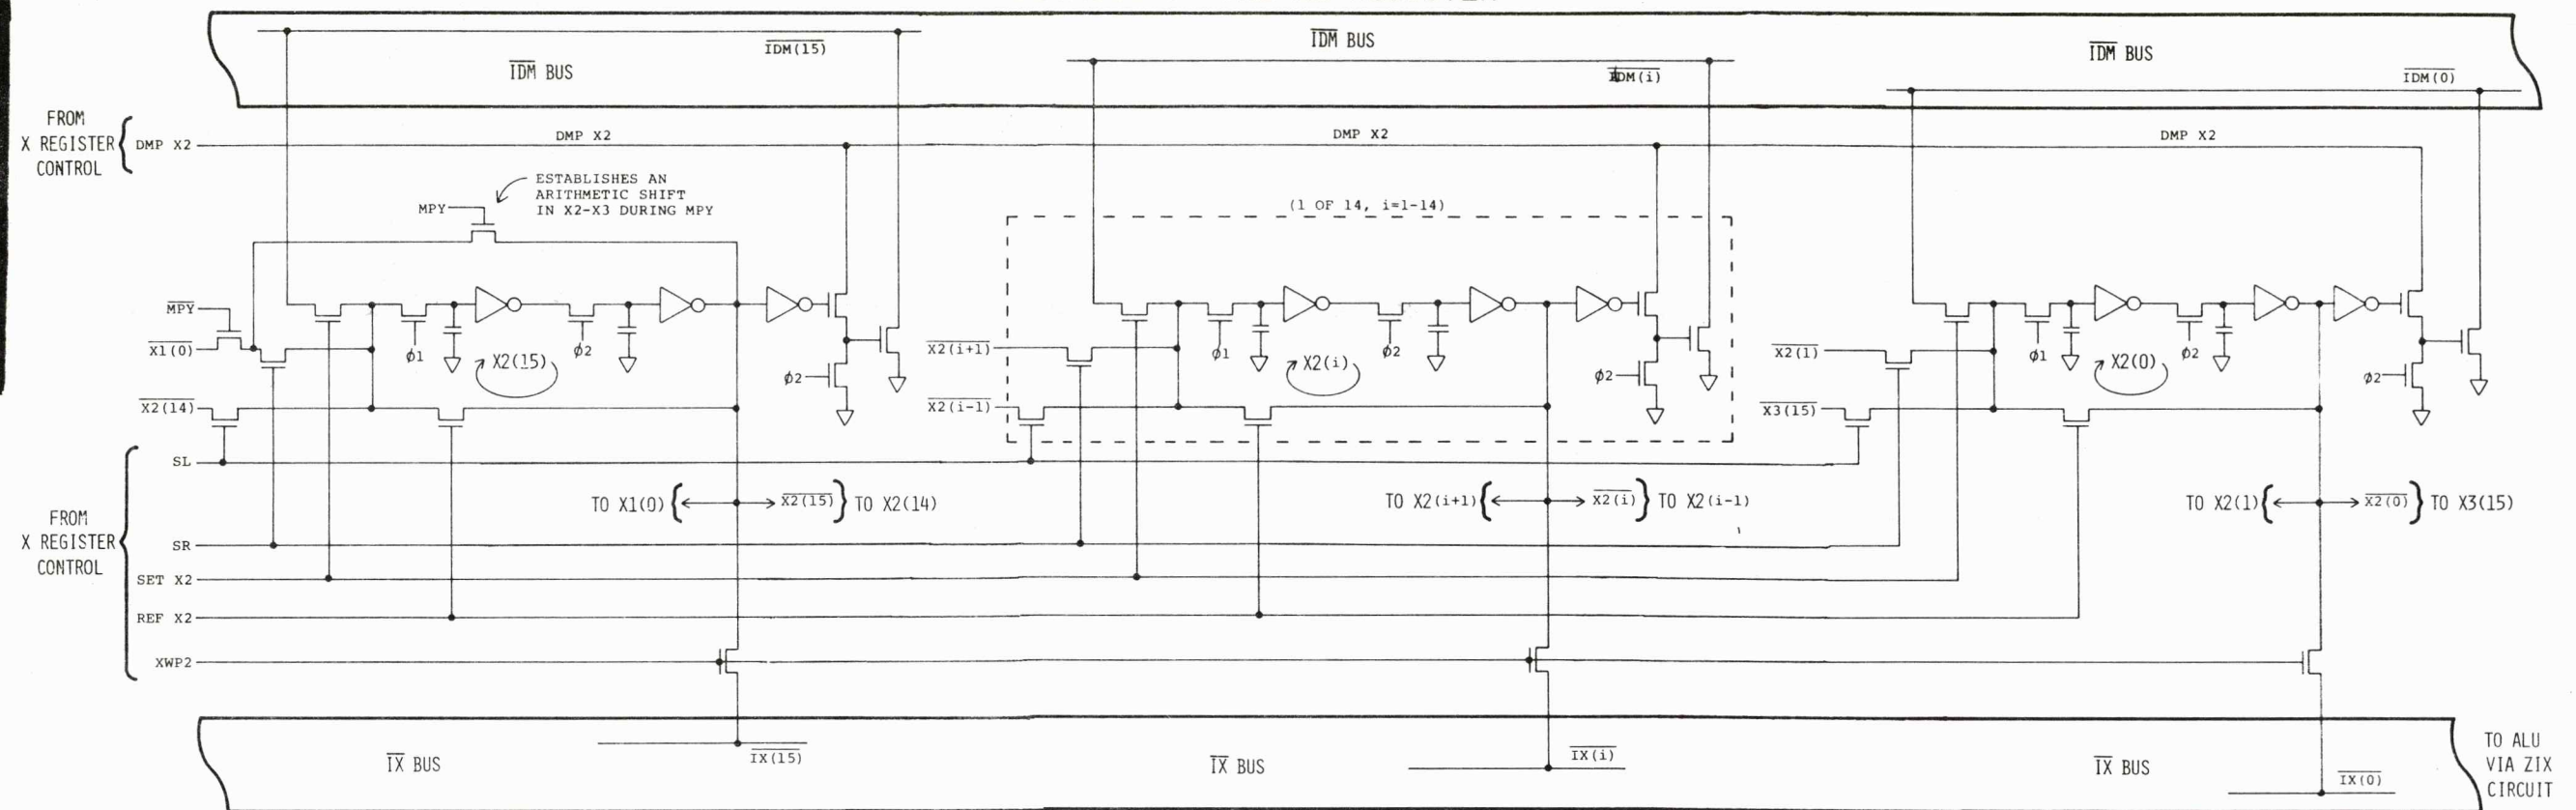 IDM(15)
IDM BUS
IDM BUS
IDM(i)
IDM BUS
IDM(0)
FROM
X REGISTER
CONTROL
DMP X2
DMP X2
DMP X2
DMP X2
ESTABLISHES AN
ARITHMETIC SHIFT
IN X2-X3 DURING MPY
MPY
(1 OF 14, i=1-14)
MPY
X1(0)
ϕ1
X2(15)
ϕ2
ϕ2
X2(14)
X2(i+1)
ϕ1
X2(i)
ϕ2
ϕ2
X2(i-1)
X2(1)
ϕ1
X2(0)
ϕ2
ϕ2
X3(15)
FROM
X REGISTER
CONTROL
SL
SR
SET X2
REF X2
XWP2
TO X1(0)
X2(15)
TO X2(14)
TO X2(i+1)
X2(i)
TO X2(i-1)
TO X2(1)
X2(0)
TO X3(15)
IX BUS
IX(15)
IX BUS
IX(i)
IX BUS
IX(0)
TO ALU
VIA ZIX
CIRCUIT